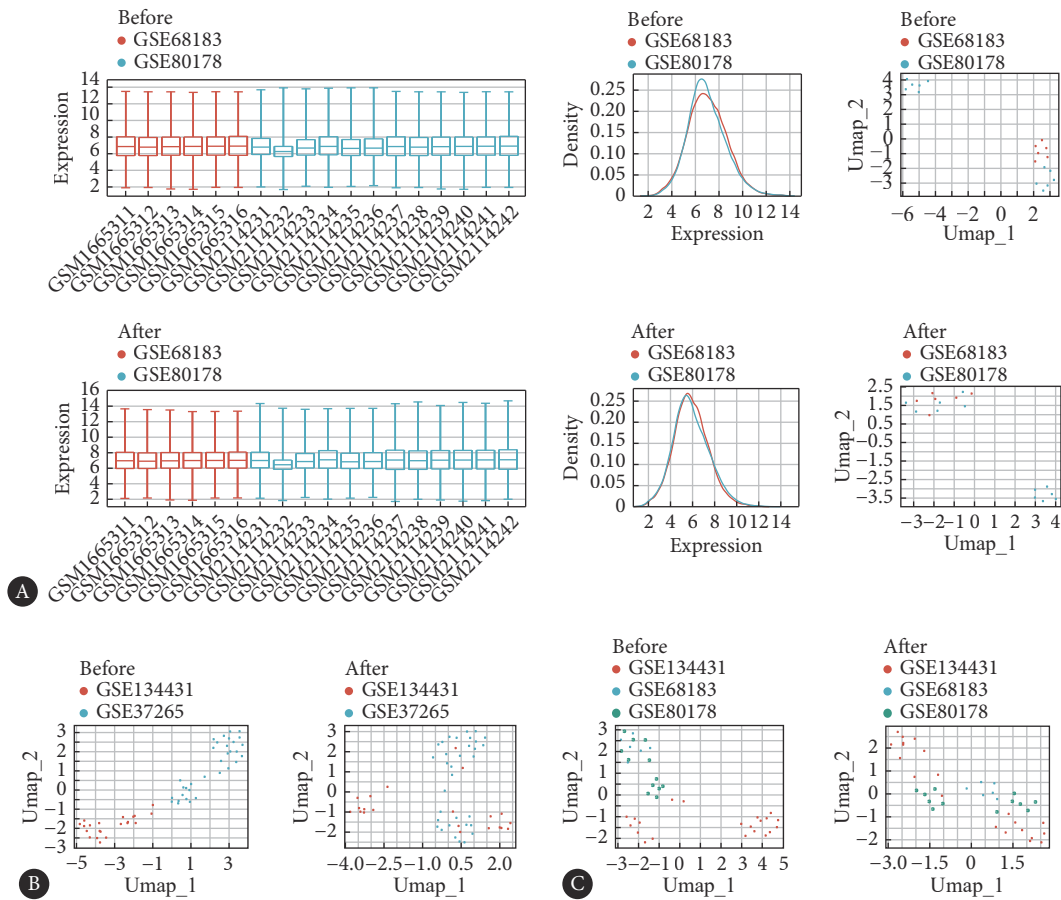 Before
GSE68183
GSE80178
Expression
14
12
10
8
6
4
2
GSM1665311
GSM1665312
GSM1665313
GSM1665314
GSM1665315
GSM1665316
GSM2114231
GSM2114232
GSM2114233
GSM2114234
GSM2114235
GSM2114236
GSM2114237
GSM2114238
GSM2114239
GSM2114240
GSM2114241
GSM2114242
Before
GSE68183
GSE80178
Density
0.25
0.20
0.15
0.10
0.05
0
2 4 6 8 10 12 14
Expression
Before
GSE68183
GSE80178
Umap_2
4
3
2
1
0
−1
−2
−3
−6 −4 −2 0 2
Umap_1
After
GSE68183
GSE80178
Expression
16
14
12
10
8
6
4
2
GSM1665311
GSM1665312
GSM1665313
GSM1665314
GSM1665315
GSM1665316
GSM2114231
GSM2114232
GSM2114233
GSM2114234
GSM2114235
GSM2114236
GSM2114237
GSM2114238
GSM2114239
GSM2114240
GSM2114241
GSM2114242
After
GSE68183
GSE80178
Density
0.25
0.20
0.15
0.10
0.05
0
2 4 6 8 10 12 14
Expression
After
GSE68183
GSE80178
Umap_2
2.5
1.5
0.5
−0.5
−1.5
−2.5
−3.5
−3 −2 −1 0 1 2 3 4
Umap_1
A
Before
GSE134431
GSE37265
Umap_2
3
2
1
0
−1
−2
−3
−5 −3 −1 1 3
Umap_1
After
GSE134431
GSE37265
Umap_2
3
2
1
0
−1
−2
−4.0 −2.0 0.5 2.0
Umap_1
B
Before
GSE134431
GSE68183
GSE80178
Umap_2
3
2
1
0
−1
−2
−3 −2 −1 0 1 2 3 4 5
Umap_1
After
GSE134431
GSE68183
GSE80178
Umap_2
2
1
0
−1
−2
−3.0 −1.5 0 1.5
Umap_1
C